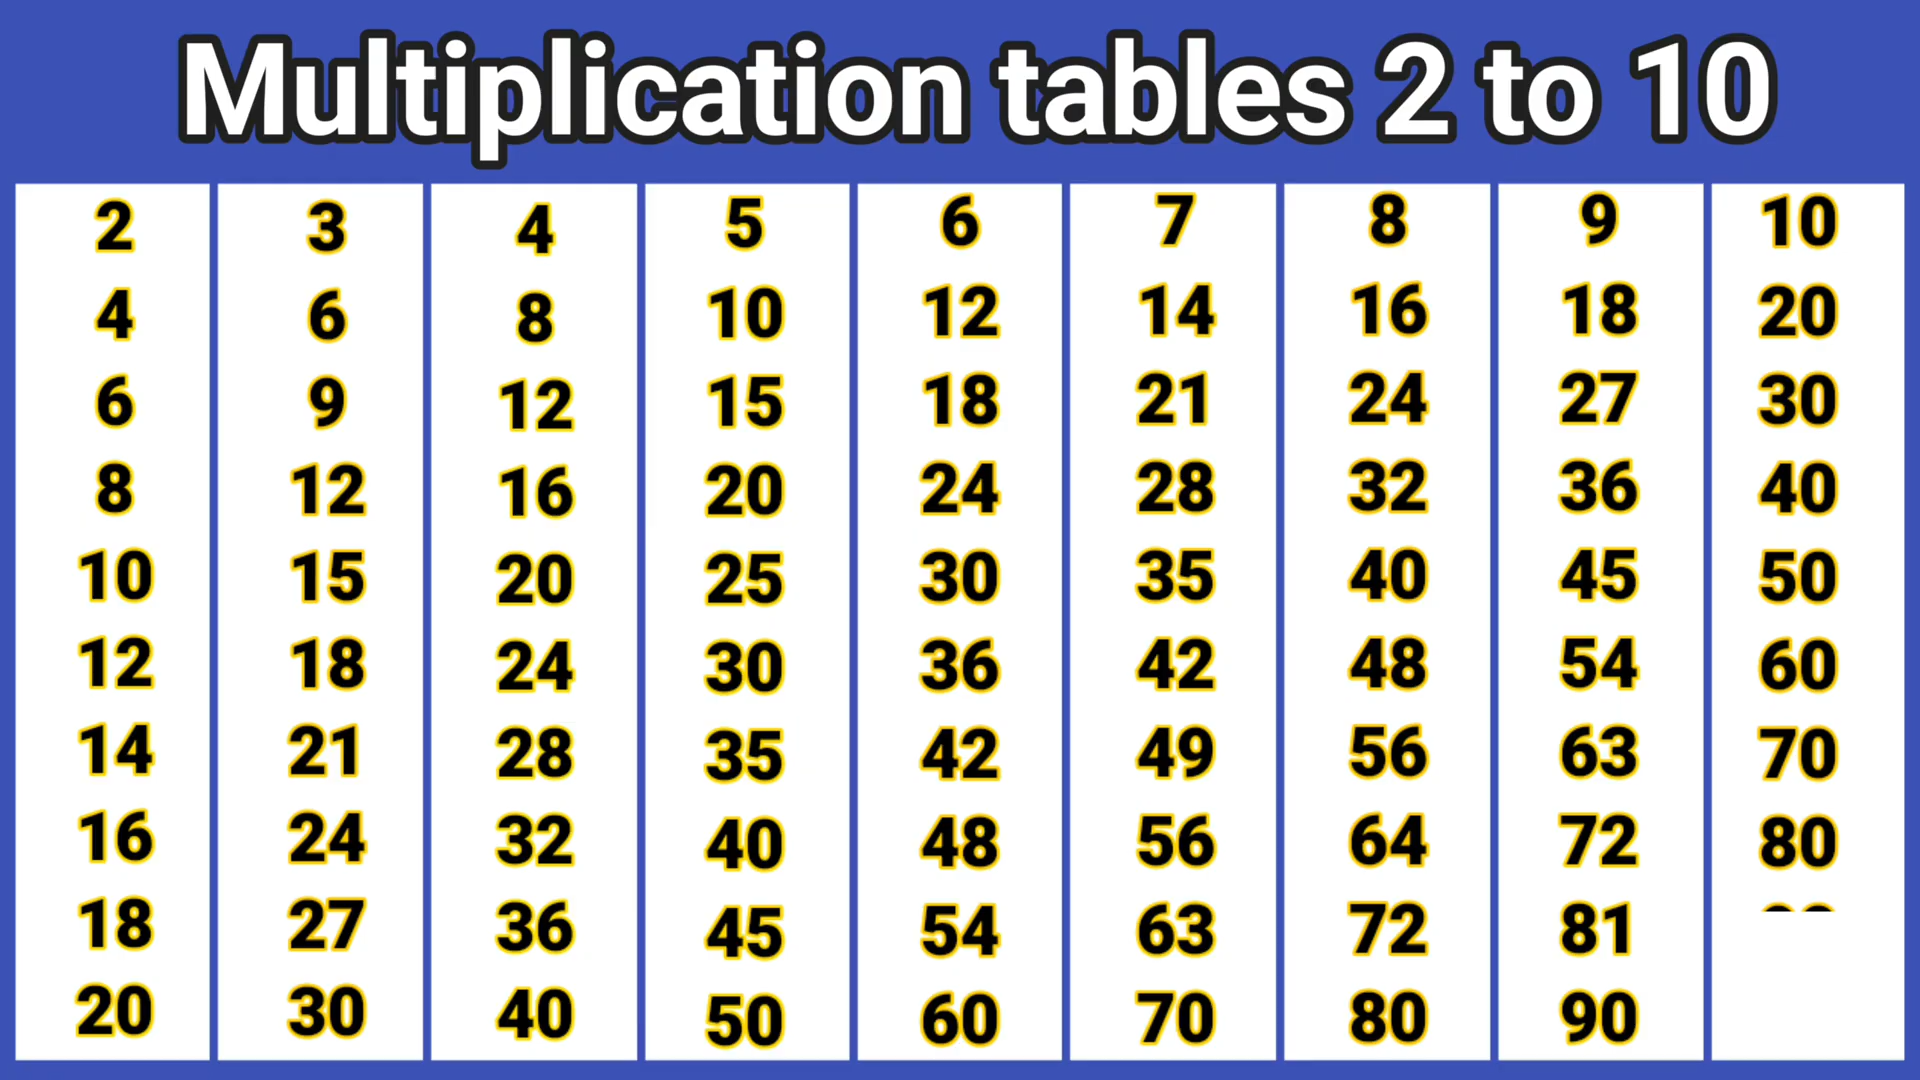 Multiplication tables 2 to 10
2 3 4 5 6 7 8 9 10
4 6 8 10 12 14 16 18 20
6 9 12 15 18 21 24 27 30
8 12 16 20 24 28 32 36 40
10 15 20 25 30 35 40 45 50
12 18 24 30 36 42 48 54 60
14 21 28 35 42 49 56 63 70
16 24 32 40 48 56 64 72 80
18 27 36 45 54 63 72 81
20 30 40 50 60 70 80 90